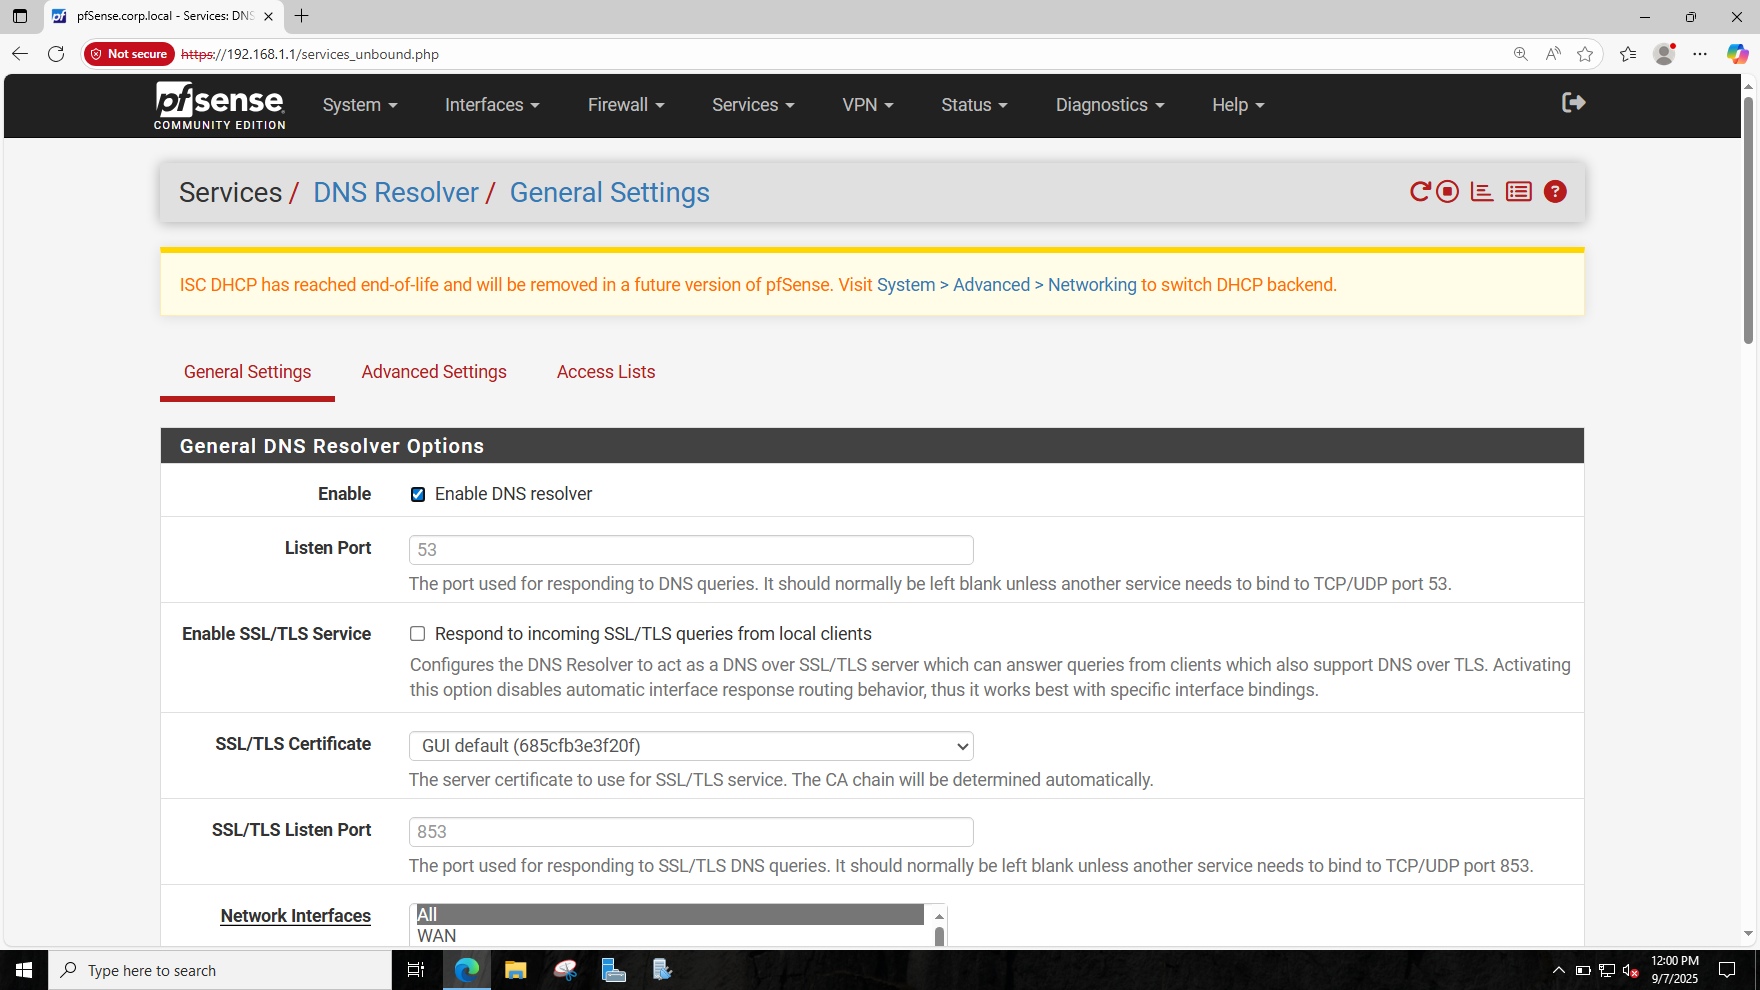 pfSense.corp.local - Services: DNS
Not secure https://192.168.1.1/services_unbound.php
pfsense
COMMUNITY EDITION
System Interfaces Firewall Services VPN Status Diagnostics Help
Services / DNS Resolver / General Settings
ISC DHCP has reached end-of-life and will be removed in a future version of pfSense. Visit System > Advanced > Networking to switch DHCP backend.
General Settings Advanced Settings Access Lists
General DNS Resolver Options
Enable Enable DNS resolver
Listen Port 53
The port used for responding to DNS queries. It should normally be left blank unless another service needs to bind to TCP/UDP port 53.
Enable SSL/TLS Service Respond to incoming SSL/TLS queries from local clients
Configures the DNS Resolver to act as a DNS over SSL/TLS server which can answer queries from clients which also support DNS over TLS. Activating
this option disables automatic interface response routing behavior, thus it works best with specific interface bindings.
SSL/TLS Certificate GUI default (685cfb3e3f20f)
The server certificate to use for SSL/TLS service. The CA chain will be determined automatically.
SSL/TLS Listen Port 853
The port used for responding to SSL/TLS DNS queries. It should normally be left blank unless another service needs to bind to TCP/UDP port 853.
Network Interfaces All
WAN
Type here to search
12:00 PM
9/7/2025